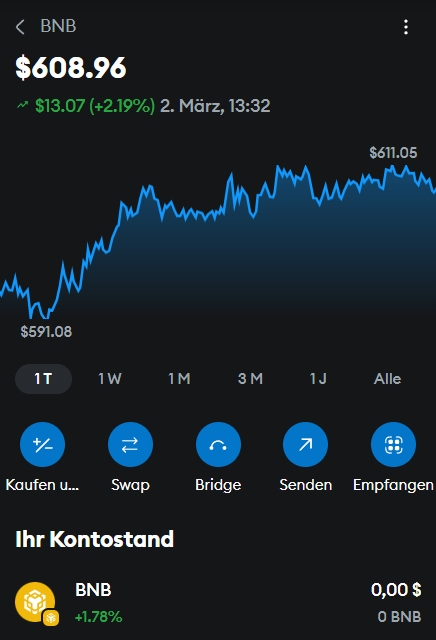 BNB
$608.96
$13.07 (+2.19%) 2. März, 13:32
$611.05
$591.08
1 T 1 W 1 M 3 M 1 J Alle
Kaufen u... Swap Bridge Senden Empfangen
Ihr Kontostand
BNB 0,00 $
+1.78% 0 BNB